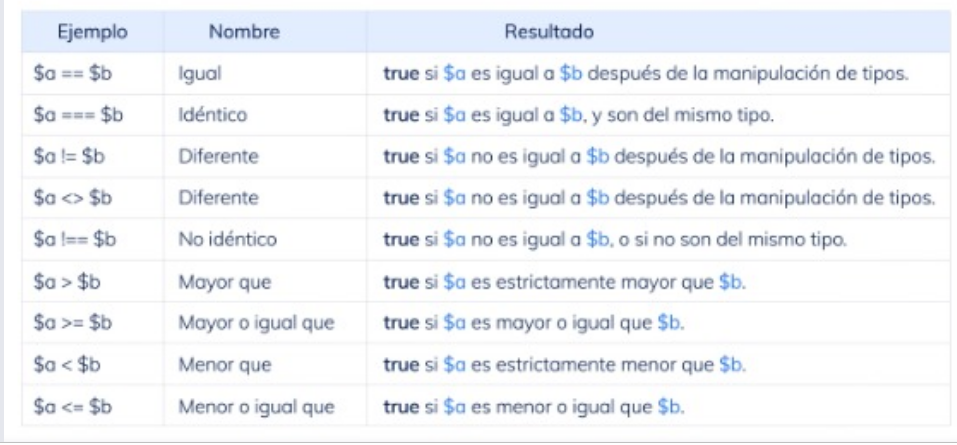 Ejemplo Nombre Resultado
$a == $b Igual true si $a es igual a $b después de la manipulación de tipos.
$a === $b Idéntico true si $a es igual a $b, y son del mismo tipo.
$a != $b Diferente true si $a no es igual a $b después de la manipulación de tipos.
$a <> $b Diferente true si $a no es igual a $b después de la manipulación de tipos.
$a !== $b No idéntico true si $a no es igual a $b, o si no son del mismo tipo.
$a > $b Mayor que true si $a es estrictamente mayor que $b.
$a >= $b Mayor o igual que true si $a es mayor o igual que $b.
$a < $b Menor que true si $a es estrictamente menor que $b.
$a <= $b Menor o igual que true si $a es menor o igual que $b.